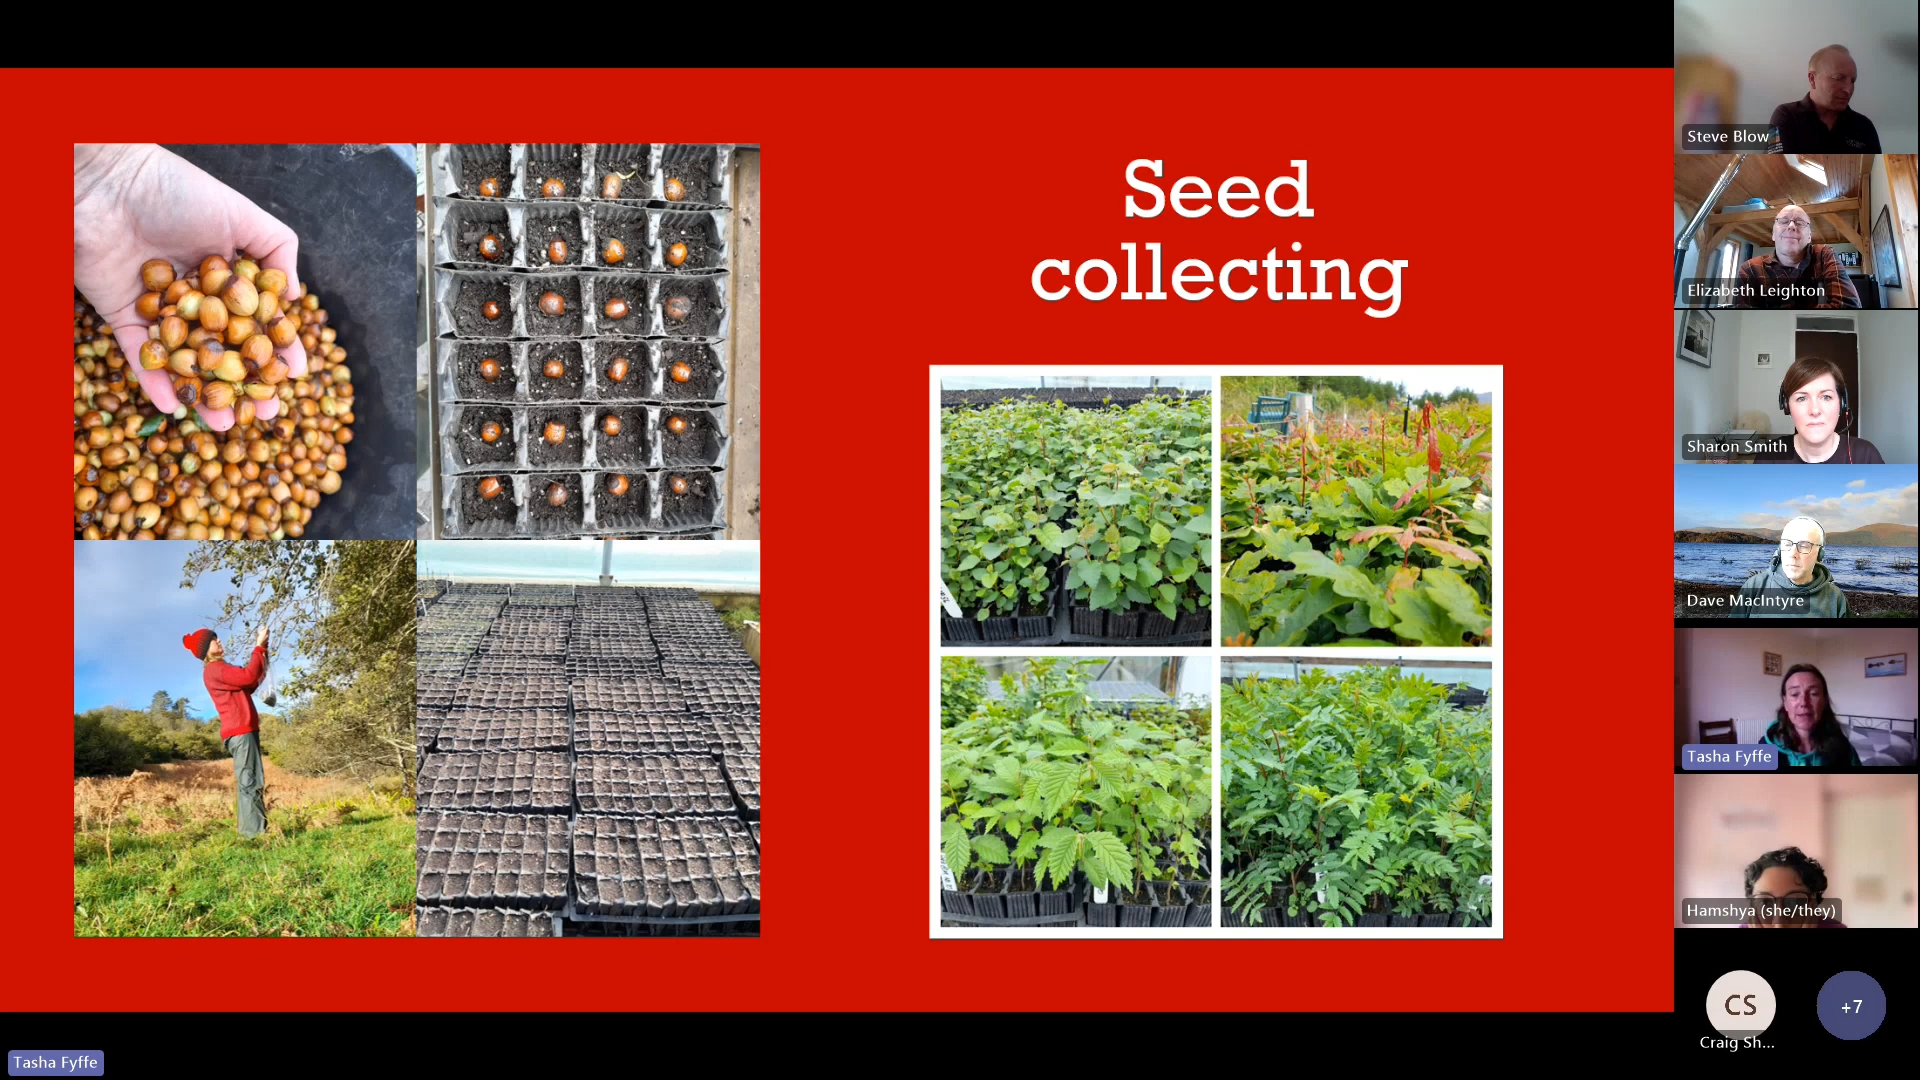 Seed
collecting
Steve Blow
Elizabeth Leighton
Sharon Smith
Dave MacIntyre
Tasha Fyffe
Hamshya (she/they)
CS
+7
Craig Sh...
Tasha Fyffe